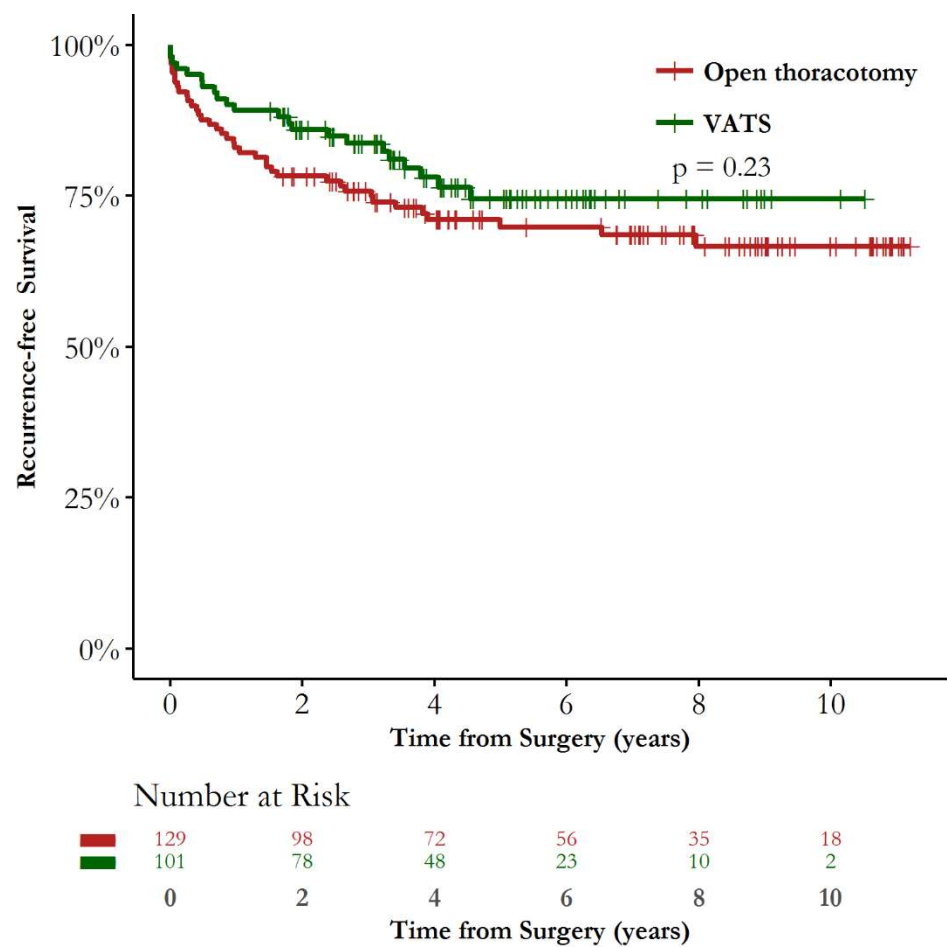 100%
Open thoracotomy
VATS
p = 0.23
75%
50%
25%
0%
Recurrence-free Survival
0 2 4 6 8 10
Time from Surgery (years)
Number at Risk
129 98 72 56 35 18
101 78 48 23 10 2
0 2 4 6 8 10
Time from Surgery (years)